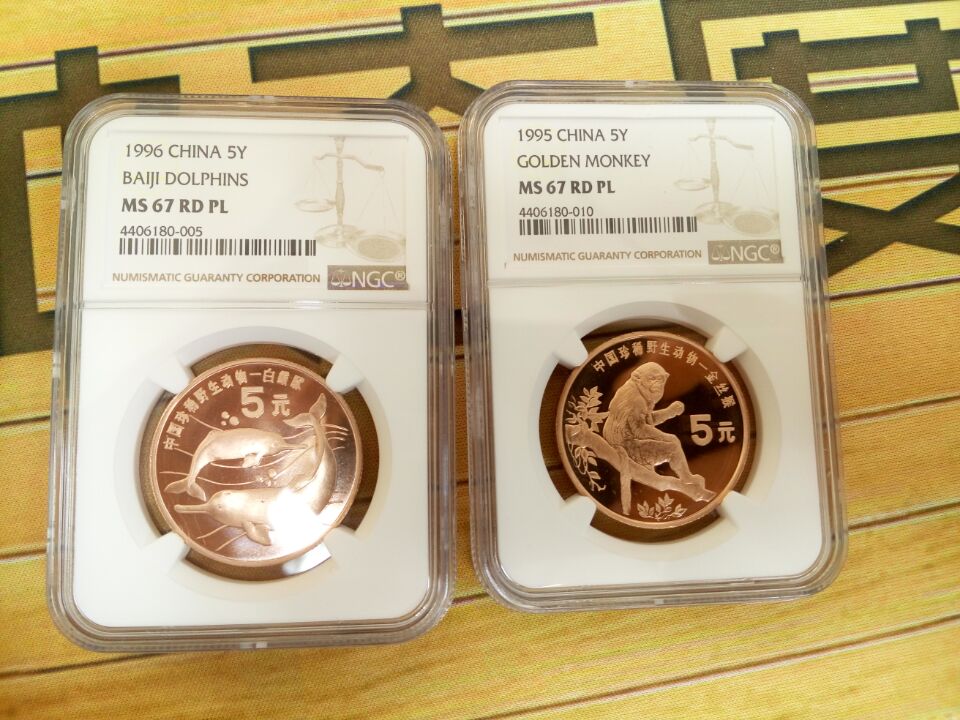 1996 CHINA 5Y
BAIJI DOLPHINS
MS 67 RD PL
4406180-005
NUMISMATIC GUARANTY CORPORATION NGC®
中国珍稀野生动物—白鱀豚
5元
1995 CHINA 5Y
GOLDEN MONKEY
MS 67 RD PL
4406180-010
NUMISMATIC GUARANTY CORPORATION NGC®
中国珍稀野生动物—金丝猴
5元